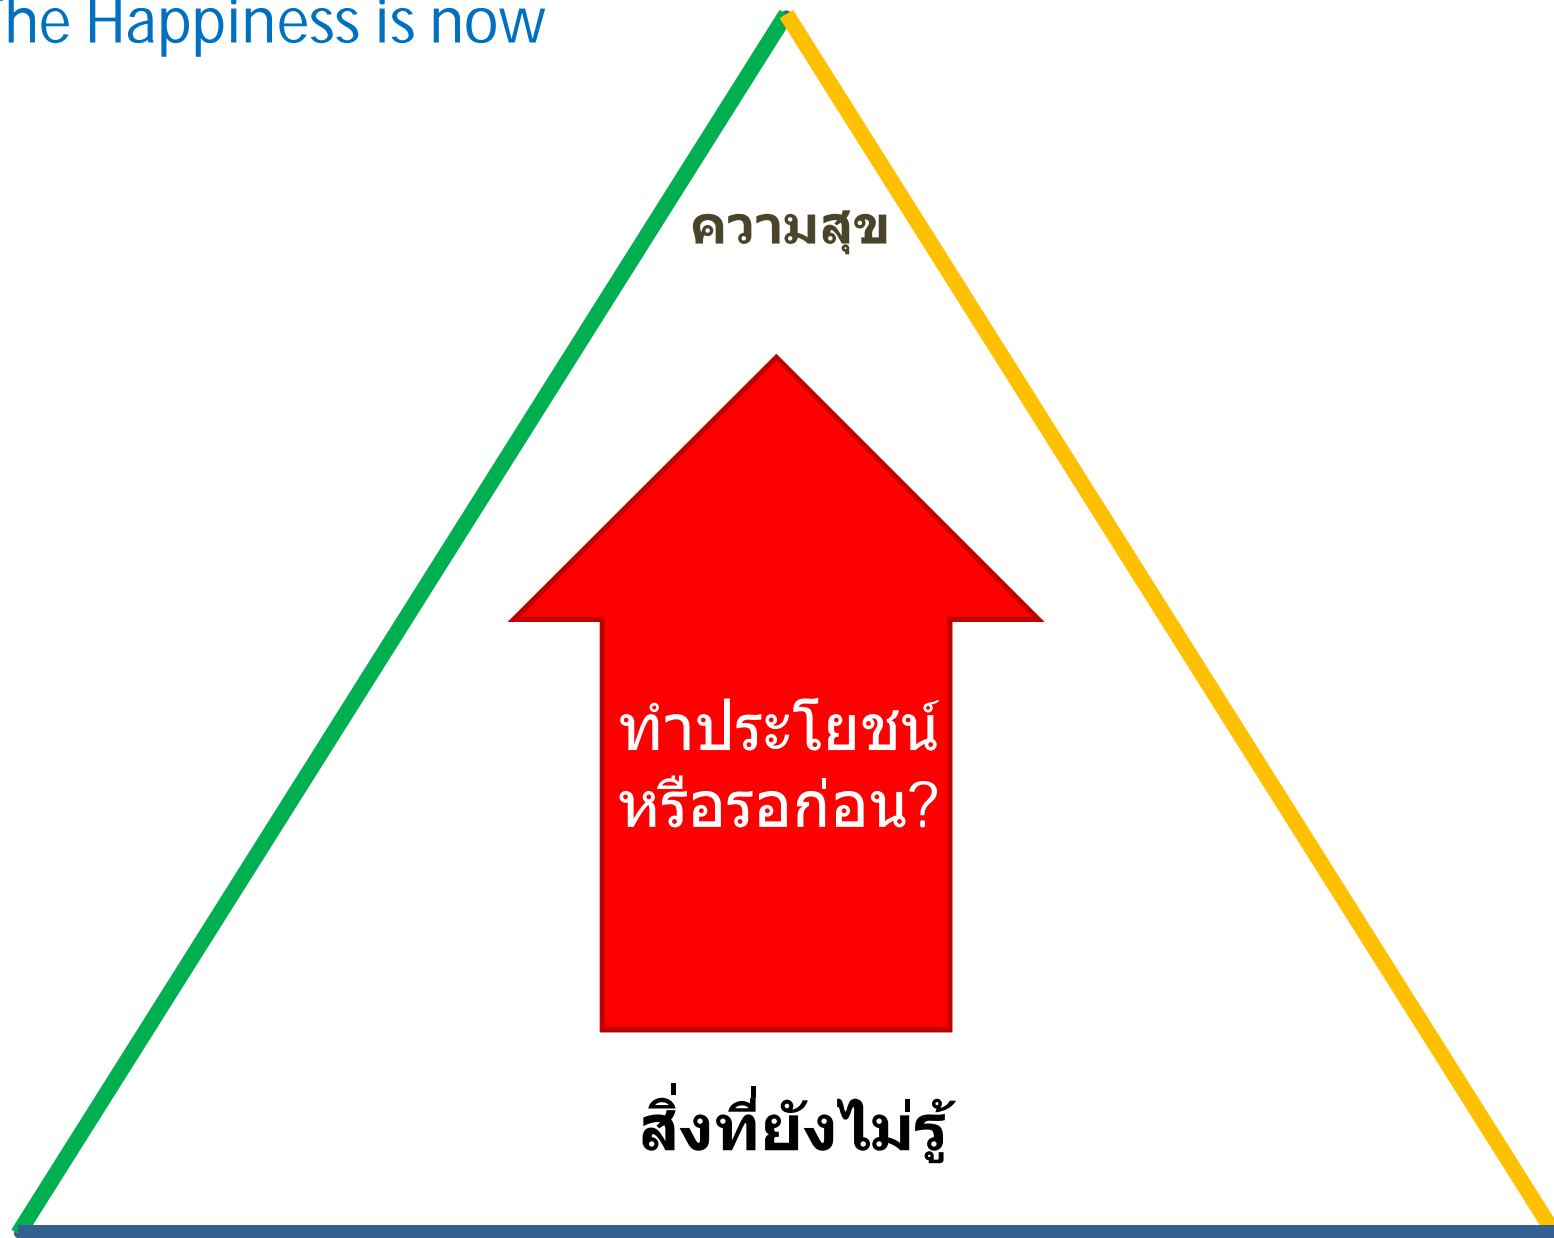 The Happiness is now
ความสุข
ทำประโยชน์
หรือรอก่อน?
สิ่งที่ยังไม่รู้